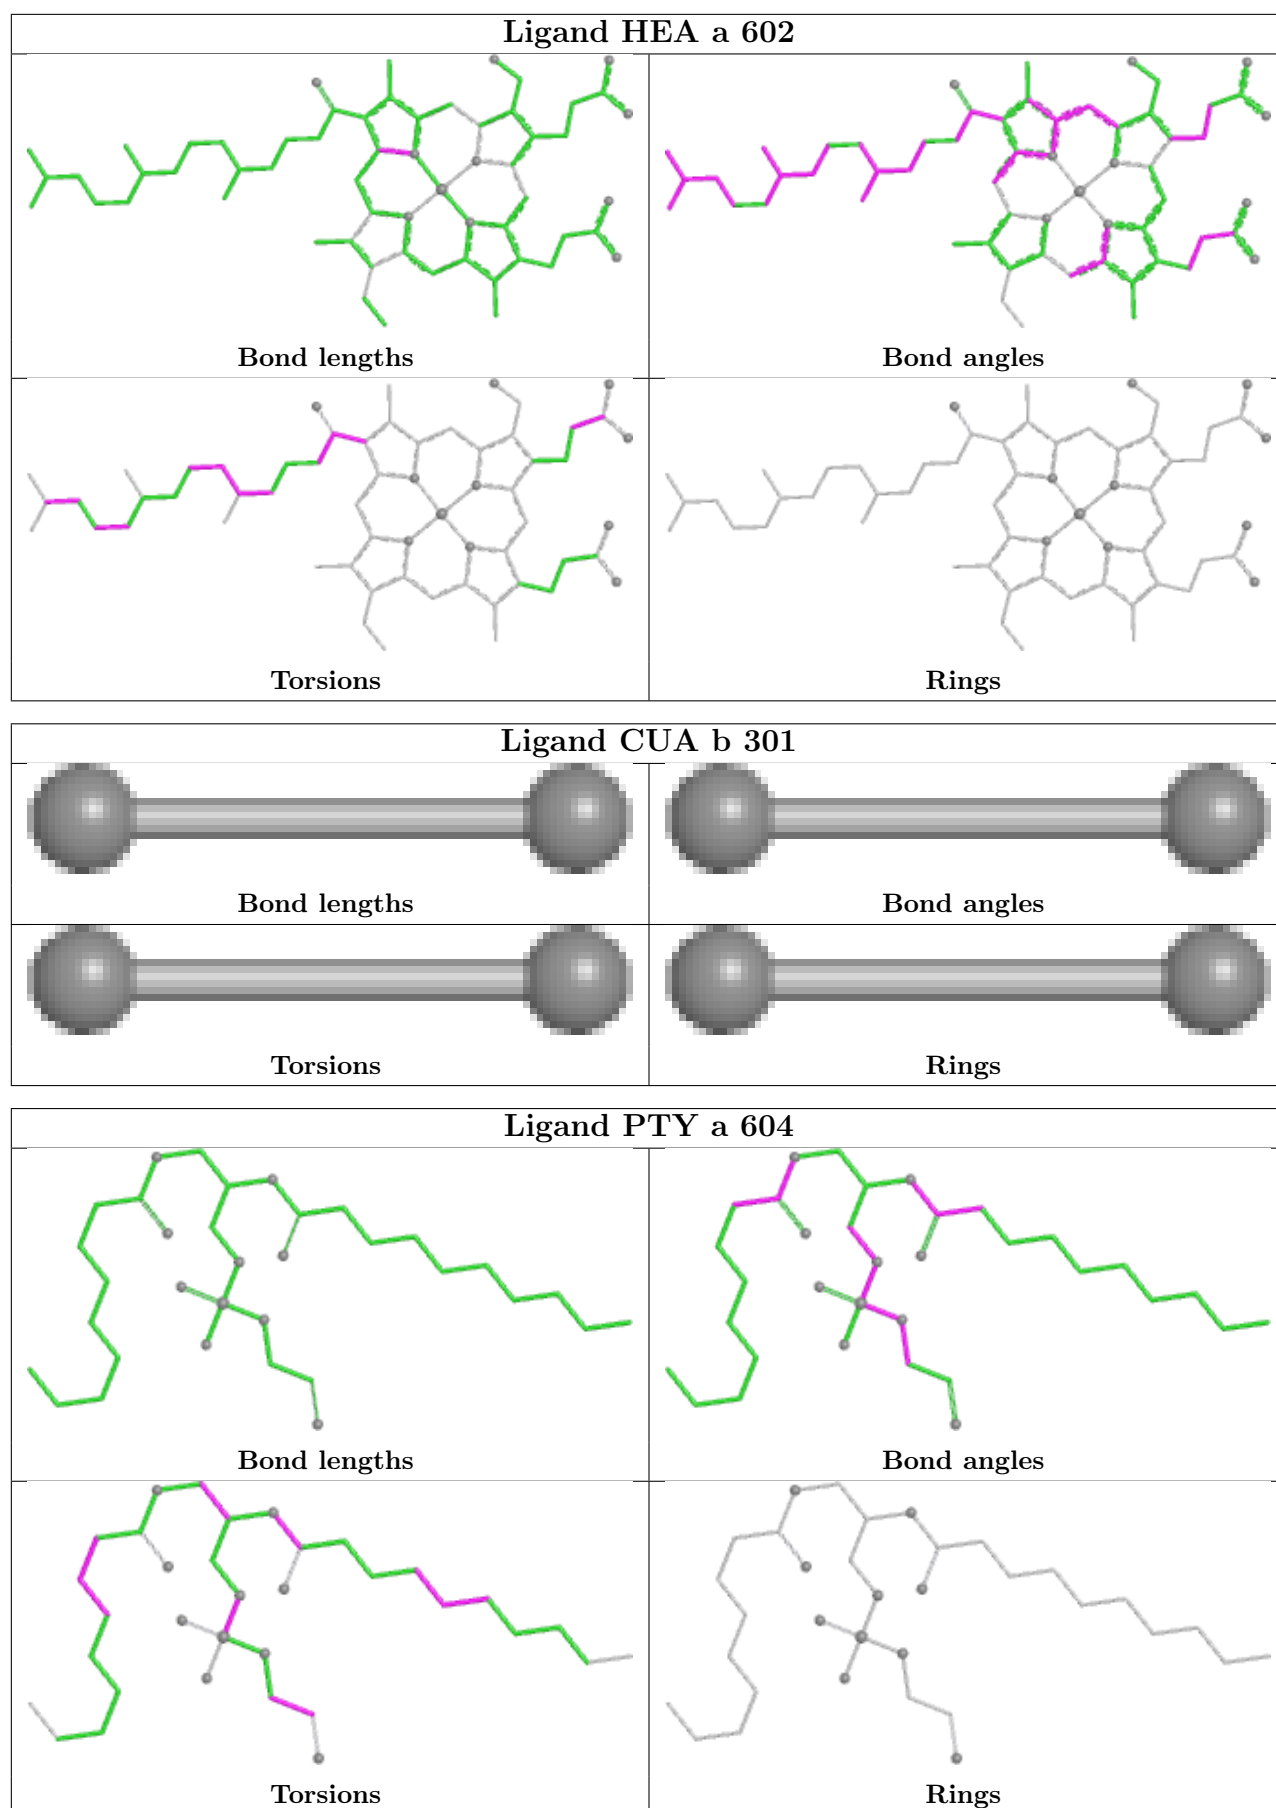 Ligand HEA a 602
Bond lengths
Bond angles
Torsions
Rings
Ligand CUA b 301
Bond lengths
Bond angles
Torsions
Rings
Ligand PTY a 604
Bond lengths
Bond angles
Torsions
Rings